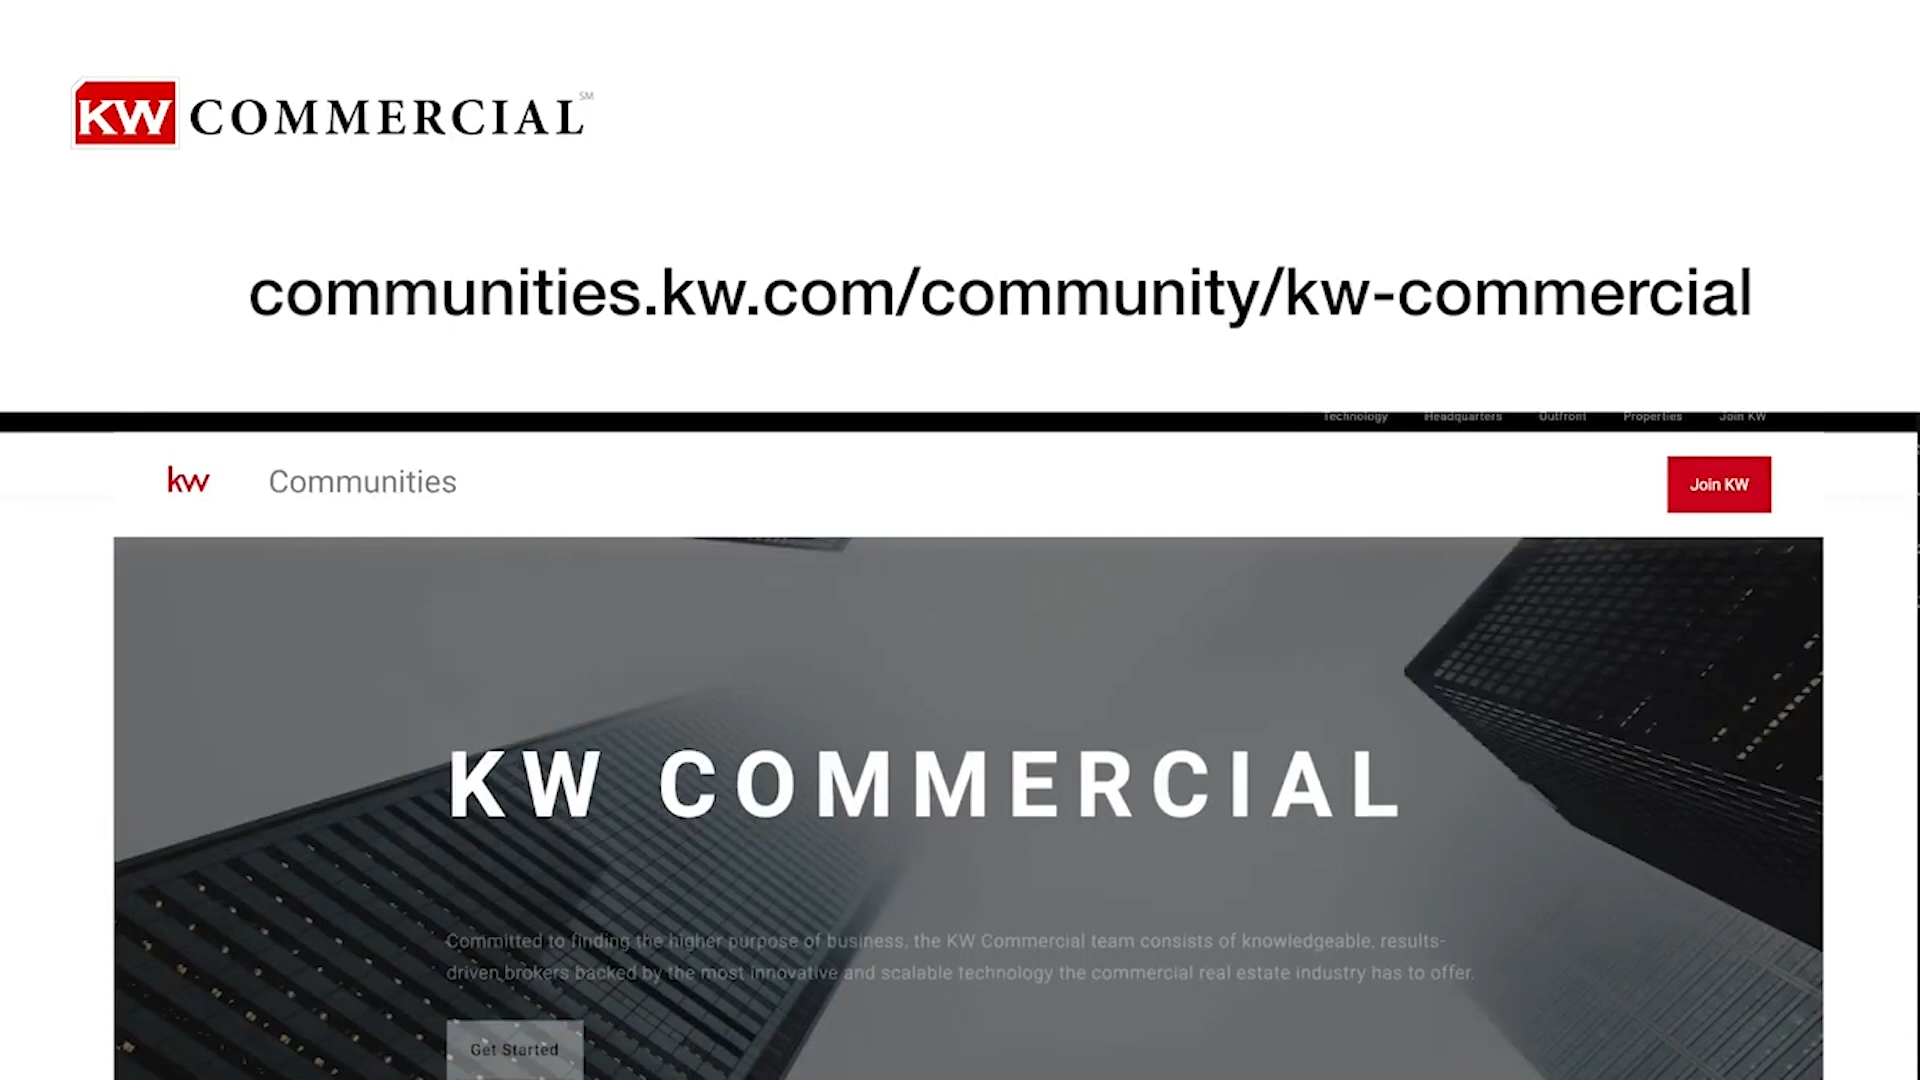 KW COMMERCIAL SM
communities.kw.com/community/kw-commercial
Technology Headquarters Outfront Properties Join KW
kw Communities Join KW
KW COMMERCIAL
Committed to finding the higher purpose of business, the KW Commercial team consists of knowledgeable, results-
driven brokers backed by the most innovative and scalable technology the commercial real estate industry has to offer.
Get Started